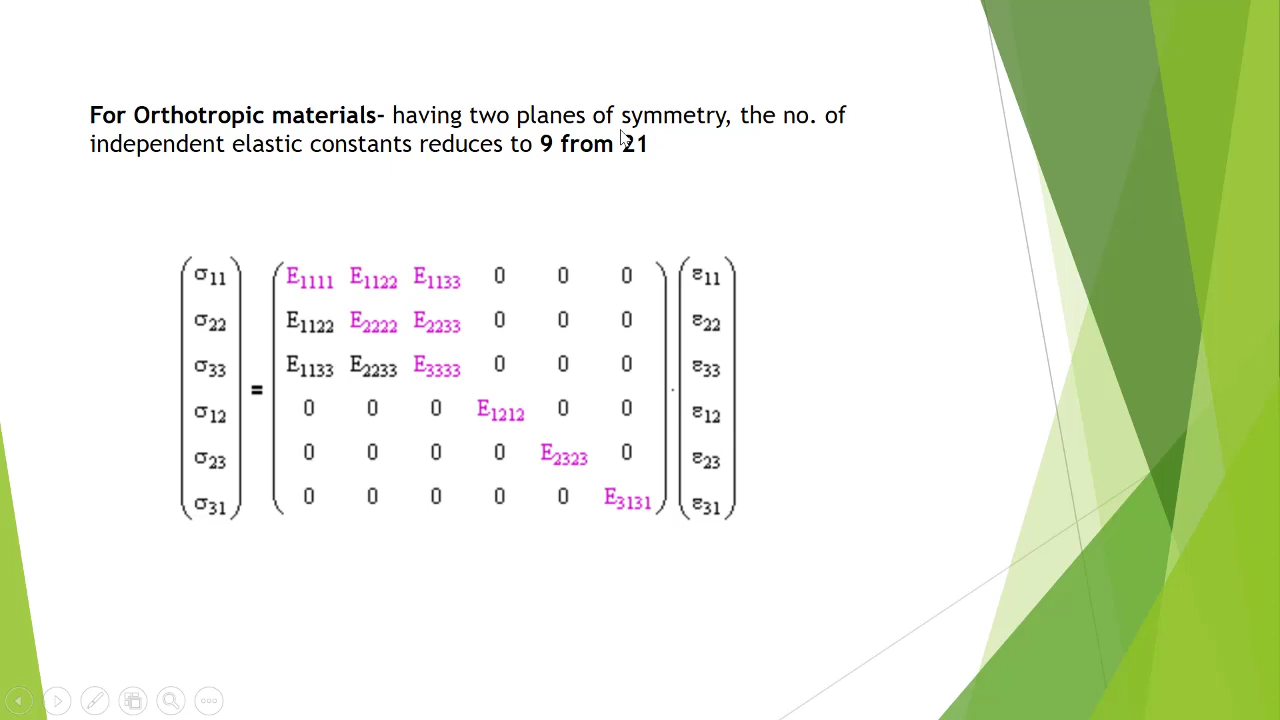 For Orthotropic materials- having two planes of symmetry, the no. of
independent elastic constants reduces to 9 from 21
σ11 E1111 E1122 E1133 0 0 0 ε11
σ22 E1122 E2222 E2233 0 0 0 ε22
σ33 E1133 E2233 E3333 0 0 0 ε33
=
·
σ12 0 0 0 E1212 0 0 ε12
σ23 0 0 0 0 E2323 0 ε23
σ31 0 0 0 0 0 E3131 ε31